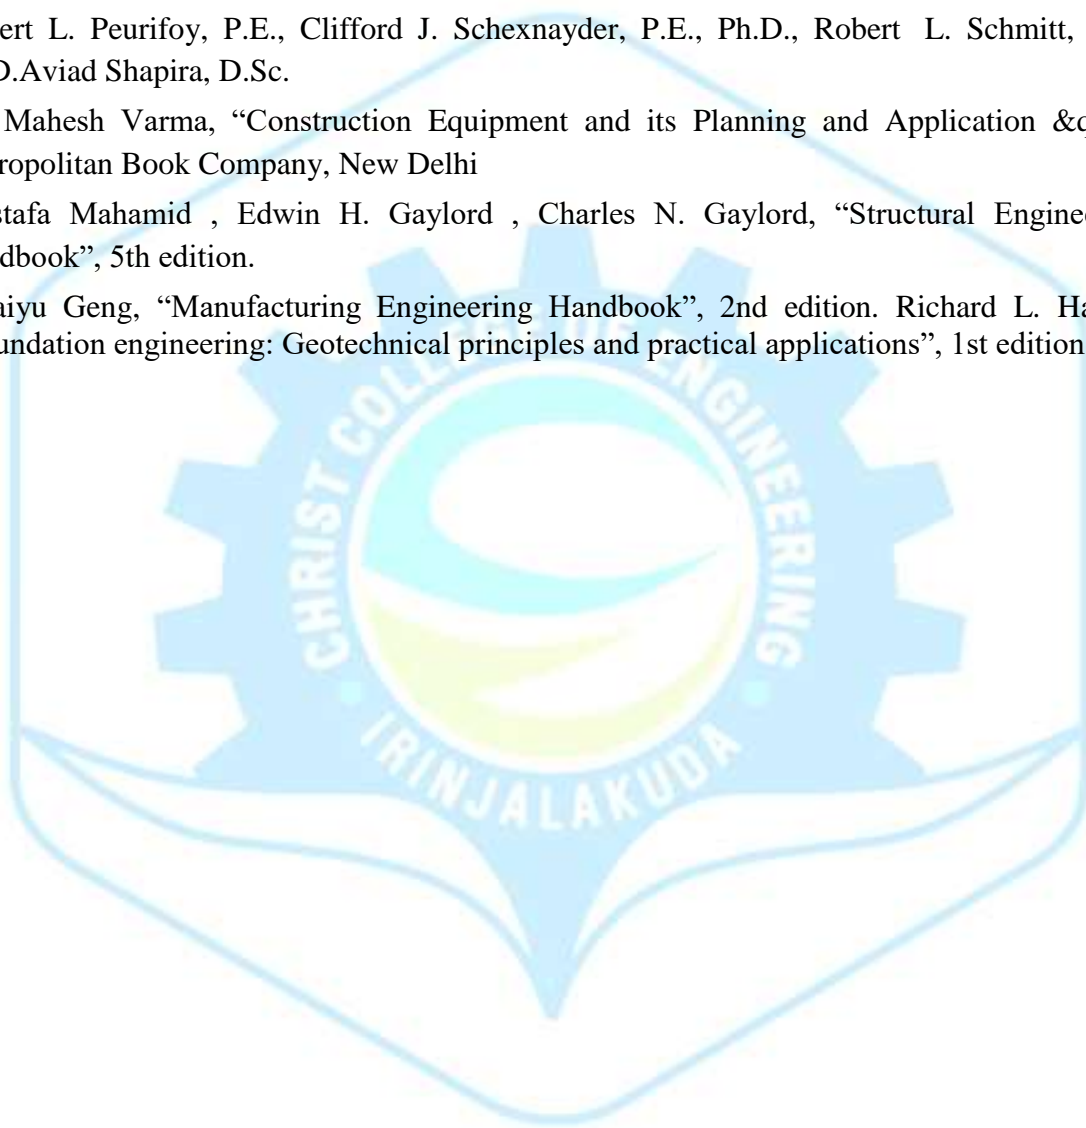 ert L. Peurifoy, P.E., Clifford J. Schexnayder, P.E., Ph.D., Robert L. Schmitt,
D.Aviad Shapira, D.Sc.
Mahesh Varma, “Construction Equipment and its Planning and Application &q
ropolitan Book Company, New Delhi
stafa Mahamid , Edwin H. Gaylord , Charles N. Gaylord, “Structural Enginee
dbook”, 5th edition.
aiyu Geng, “Manufacturing Engineering Handbook”, 2nd edition. Richard L. Ha
undation engineering: Geotechnical principles and practical applications”, 1st edition
CHRIST COLLEGE OF ENGINEERING
IRINJALAKUDA